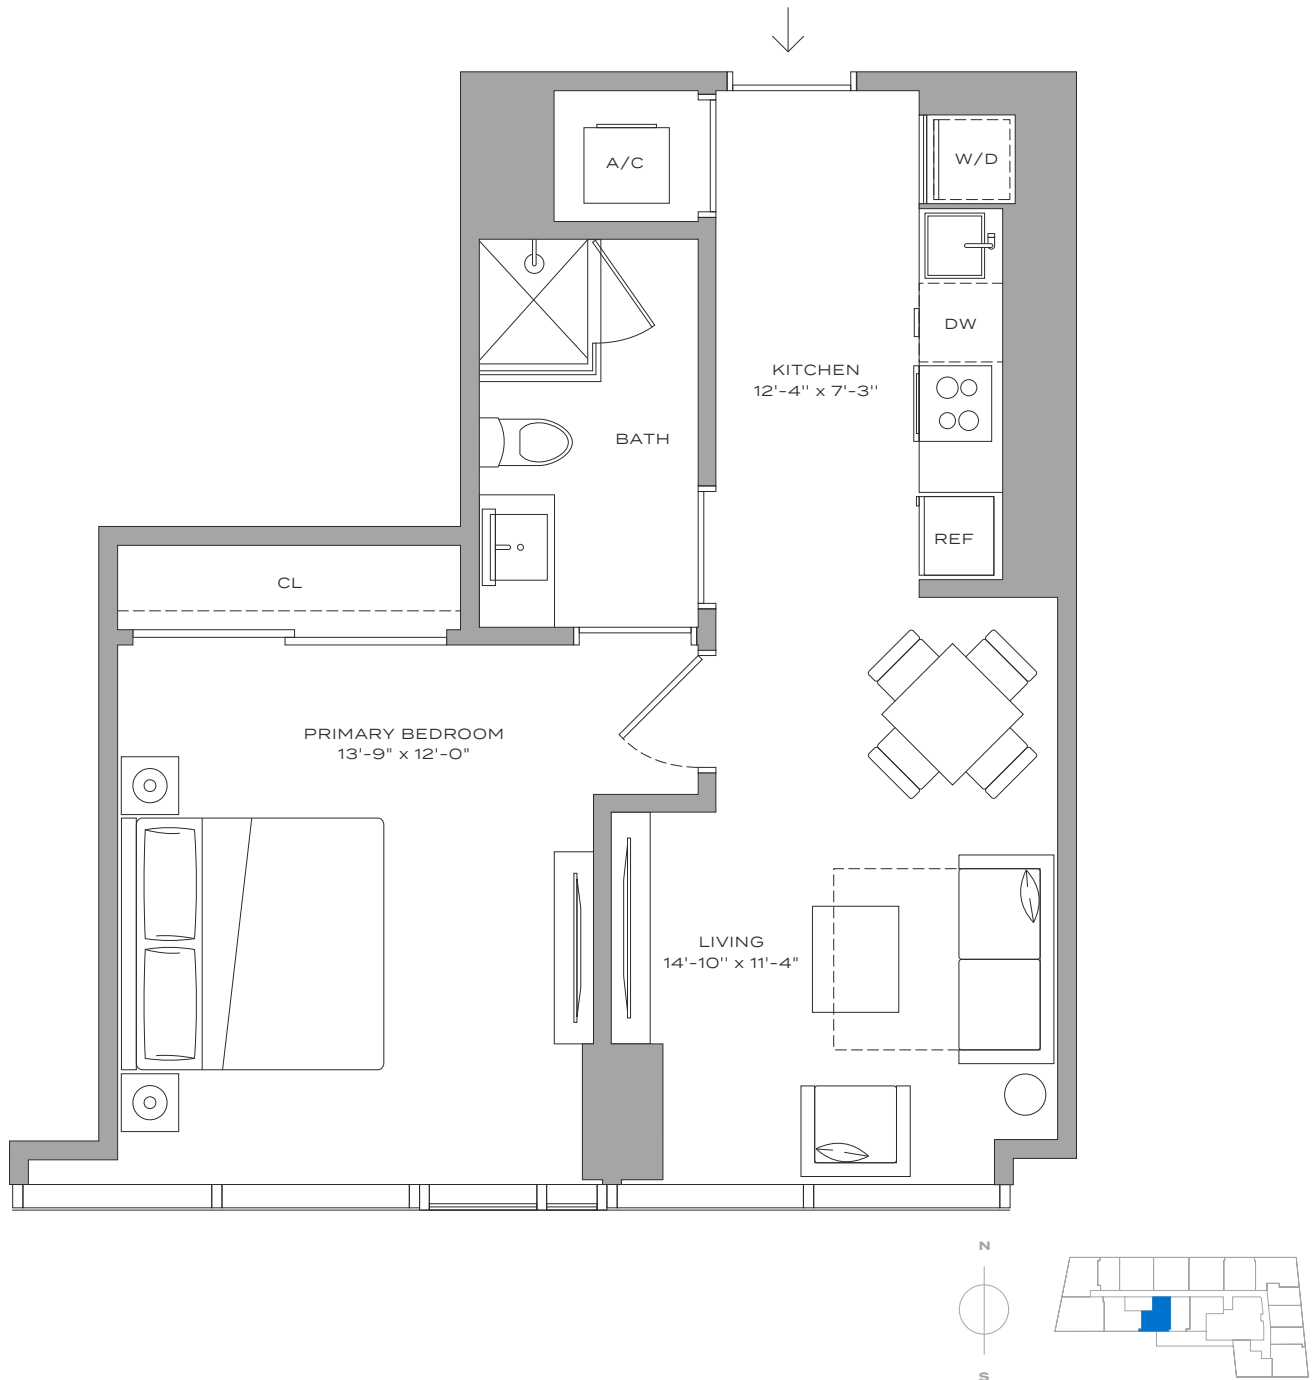 A/C
W/D
DW
KITCHEN
12'-4" x 7'-3"
BATH
REF
CL
PRIMARY BEDROOM
13'-9" x 12'-0"
LIVING
14'-10" x 11'-4"
N
S